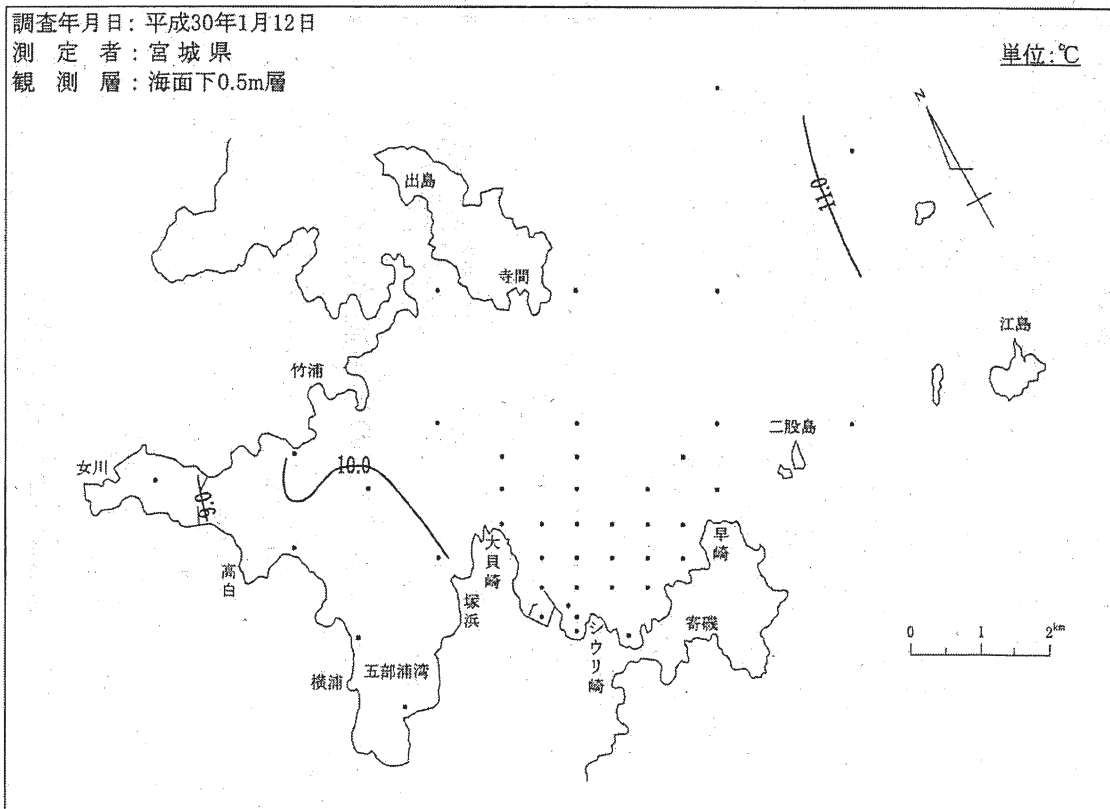 調査年月日：平成30年1月12日
測　定　者：宮城県
観　測　層：海面下0.5m層
単位：℃
N
11.0
出島
寺間
江島
竹浦
二股島
女川
10.0
9.0
高白
大貝崎
早崎
塚浜
寄磯
シウリ崎
横浦
五部浦湾
0 1 2km